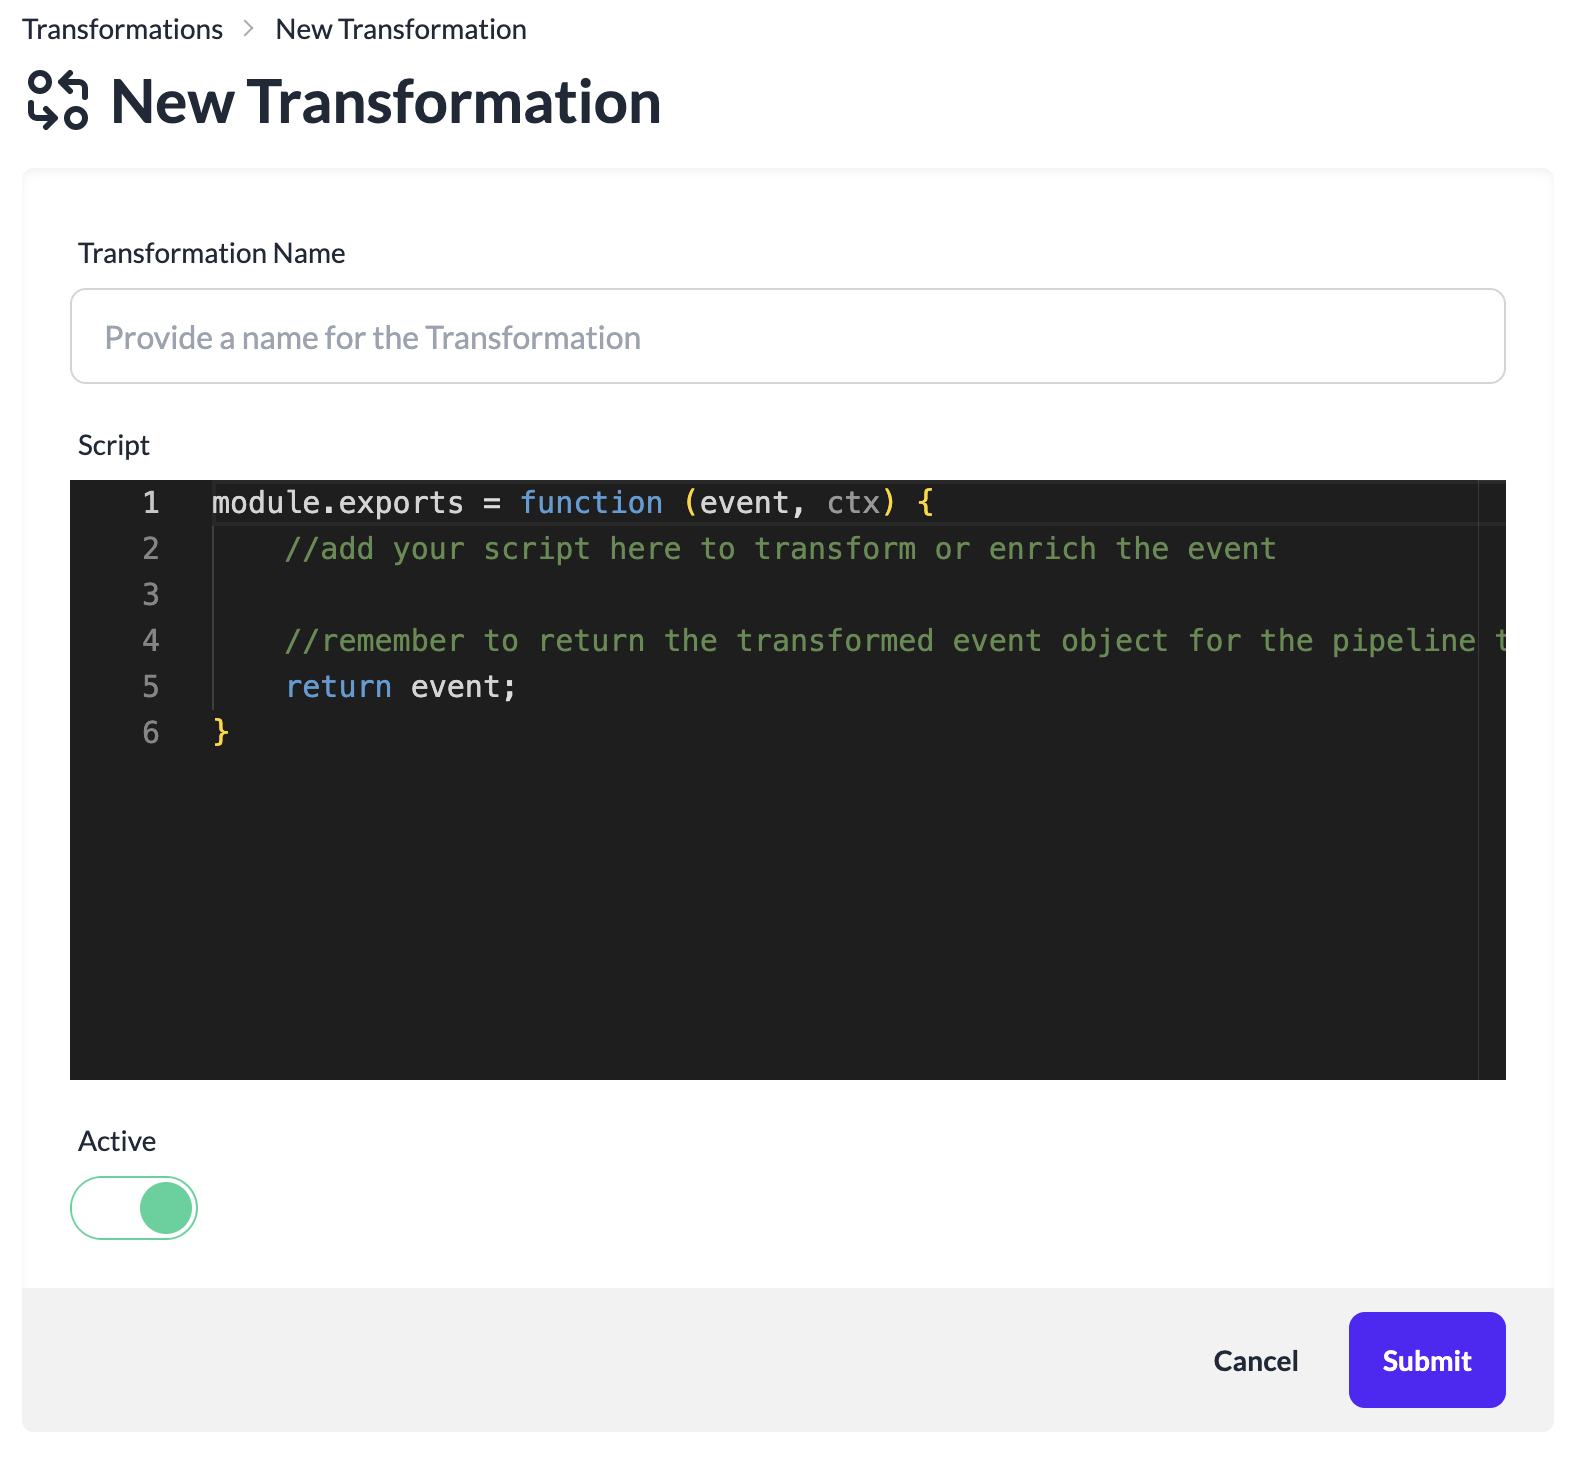 Transformations > New Transformation
New Transformation
Transformation Name
Provide a name for the Transformation
Script
1 module.exports = function (event, ctx) {
2 //add your script here to transform or enrich the event
3
4 //remember to return the transformed event object for the pipeline
5 return event;
6 }
Active
Cancel
Submit